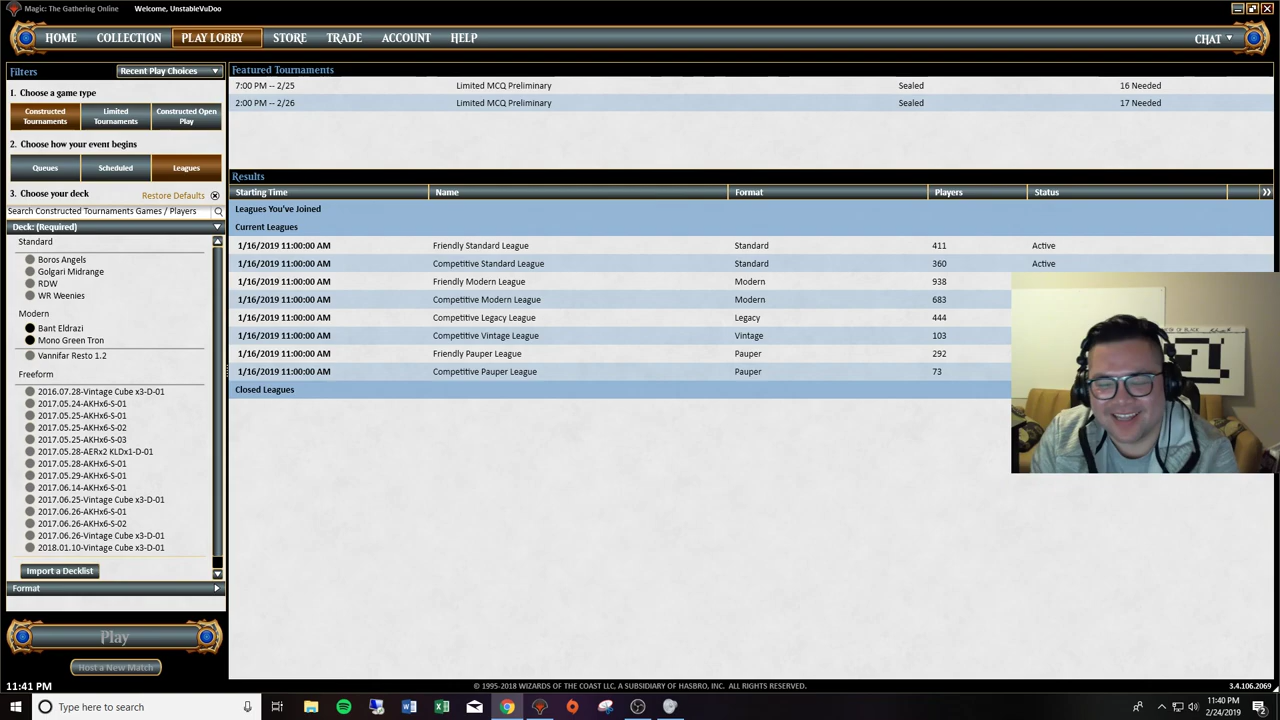 Magic: The Gathering Online Welcome, UnstableVuDoo
HOME COLLECTION PLAY LOBBY STORE TRADE ACCOUNT HELP CHAT
Filters Recent Play Choices
1. Choose a game type
Constructed Tournaments Limited Tournaments Constructed Open Play
2. Choose how your event begins
Queues Scheduled Leagues
3. Choose your deck Restore Defaults
Search Constructed Tournaments Games / Players
Deck: (Required)
Standard
Boros Angels
Golgari Midrange
RDW
WR Weenies
Modern
Bant Eldrazi
Mono Green Tron
Vannifar Resto 1.2
Freeform
2016.07.28-Vintage Cube x3-D-01
2017.05.24-AKHx6-S-01
2017.05.25-AKHx6-S-01
2017.05.25-AKHx6-S-02
2017.05.25-AKHx6-S-03
2017.05.28-AERx2 KLDx1-D-01
2017.05.28-AKHx6-S-01
2017.05.29-AKHx6-S-01
2017.06.14-AKHx6-S-01
2017.06.25-Vintage Cube x3-D-01
2017.06.26-AKHx6-S-01
2017.06.26-AKHx6-S-02
2017.06.26-Vintage Cube x3-D-01
2018.01.10-Vintage Cube x3-D-01
Import a Decklist
Format
Play
Host a New Match
11:41 PM
Featured Tournaments
7:00 PM -- 2/25 Limited MCQ Preliminary Sealed 16 Needed
2:00 PM -- 2/26 Limited MCQ Preliminary Sealed 17 Needed
Results
Starting Time Name Format Players Status
Leagues You've Joined
Current Leagues
1/16/2019 11:00:00 AM Friendly Standard League Standard 411 Active
1/16/2019 11:00:00 AM Competitive Standard League Standard 360 Active
1/16/2019 11:00:00 AM Friendly Modern League Modern 938
1/16/2019 11:00:00 AM Competitive Modern League Modern 683
1/16/2019 11:00:00 AM Competitive Legacy League Legacy 444
1/16/2019 11:00:00 AM Competitive Vintage League Vintage 103
1/16/2019 11:00:00 AM Friendly Pauper League Pauper 292
1/16/2019 11:00:00 AM Competitive Pauper League Pauper 73
Closed Leagues
© 1995-2018 WIZARDS OF THE COAST LLC, A SUBSIDIARY OF HASBRO, INC. ALL RIGHTS RESERVED.
3.4.106.2069
Type here to search
11:40 PM
2/24/2019
2